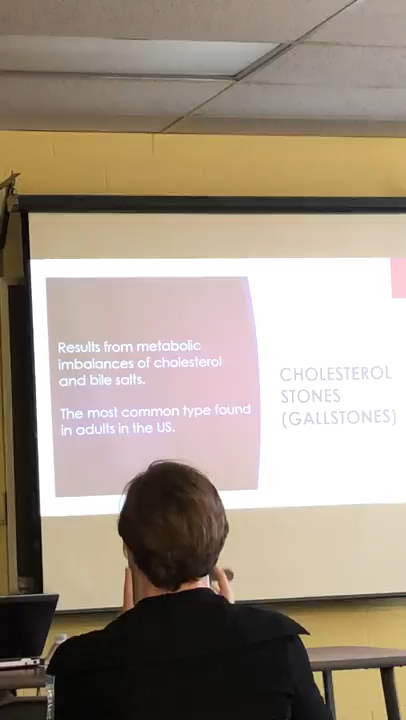 Results from metabolic
imbalances of cholesterol
and bile salts.
The most common type found
in adults in the US.
CHOLESTEROL
STONES
(GALLSTONES)